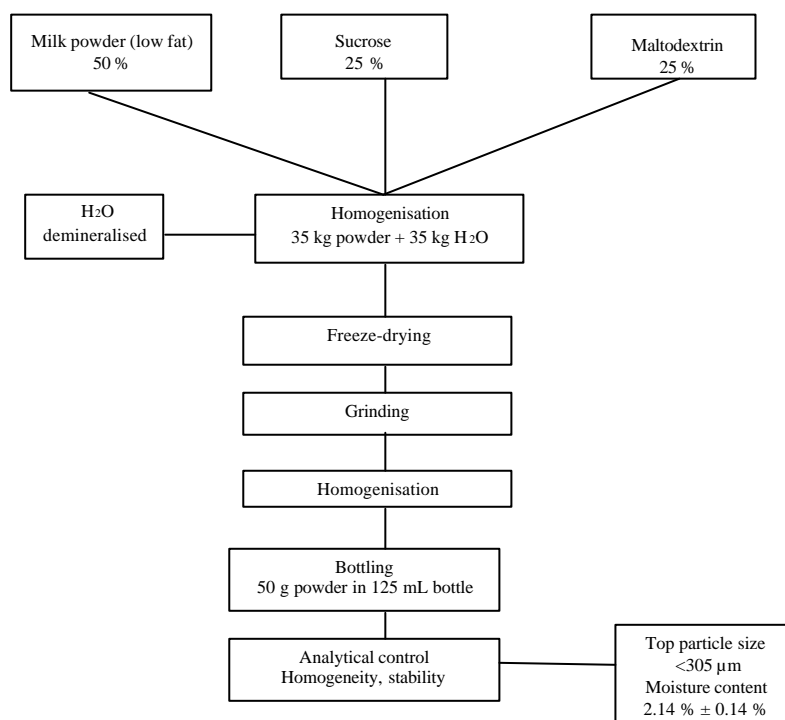 Milk powder (low fat)
50 %
Sucrose
25 %
Maltodextrin
25 %
H₂O
demineralised
Homogenisation
35 kg powder + 35 kg H₂O
Freeze-drying
Grinding
Homogenisation
Bottling
50 g powder in 125 mL bottle
Analytical control
Homogeneity, stability
Top particle size
<305 µm
Moisture content
2.14 % ± 0.14 %